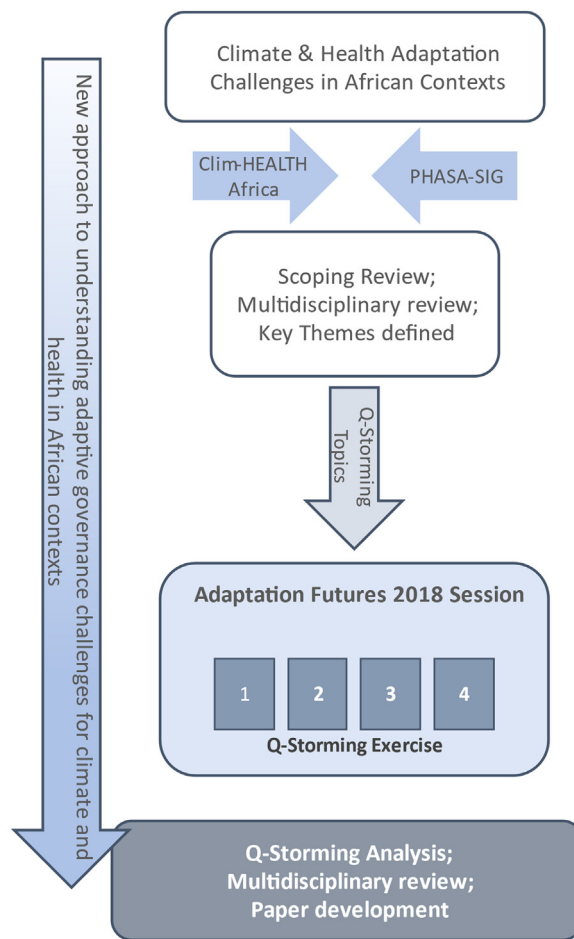 Climate & Health Adaptation
Challenges in African Contexts
Clim-HEALTH
Africa
PHASA-SIG
Scoping Review;
Multidisciplinary review;
Key Themes defined
Q-Storming
Topics
Adaptation Futures 2018 Session
1
2
3
4
Q-Storming Exercise
Q-Storming Analysis;
Multidisciplinary review;
Paper development
New approach to understanding adaptive governance challenges for climate and
health in African contexts